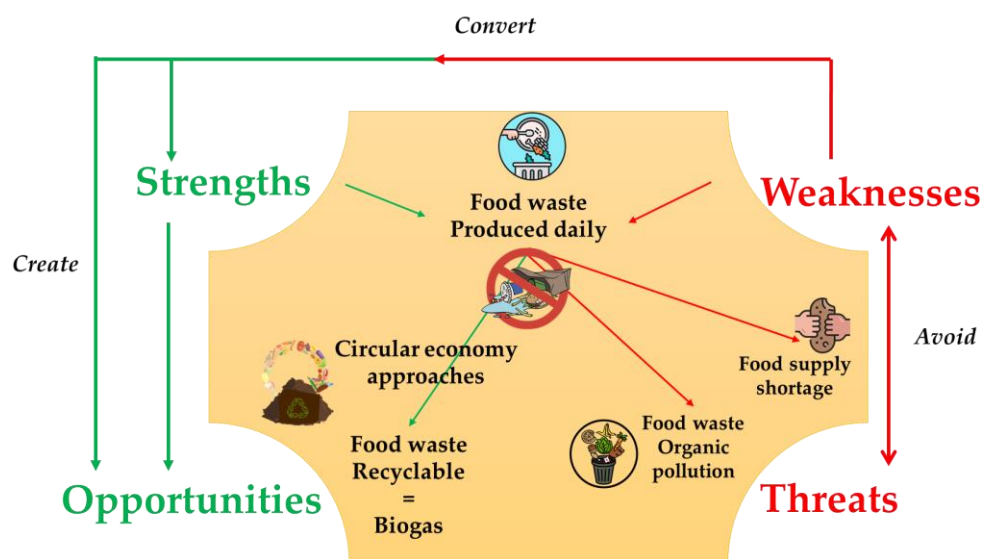 Convert
Strengths
Weaknesses
Food waste
Produced daily
Create
Avoid
Circular economy
approaches
Food supply
shortage
Food waste
Recyclable
=
Biogas
Food waste
Organic
pollution
Opportunities
Threats